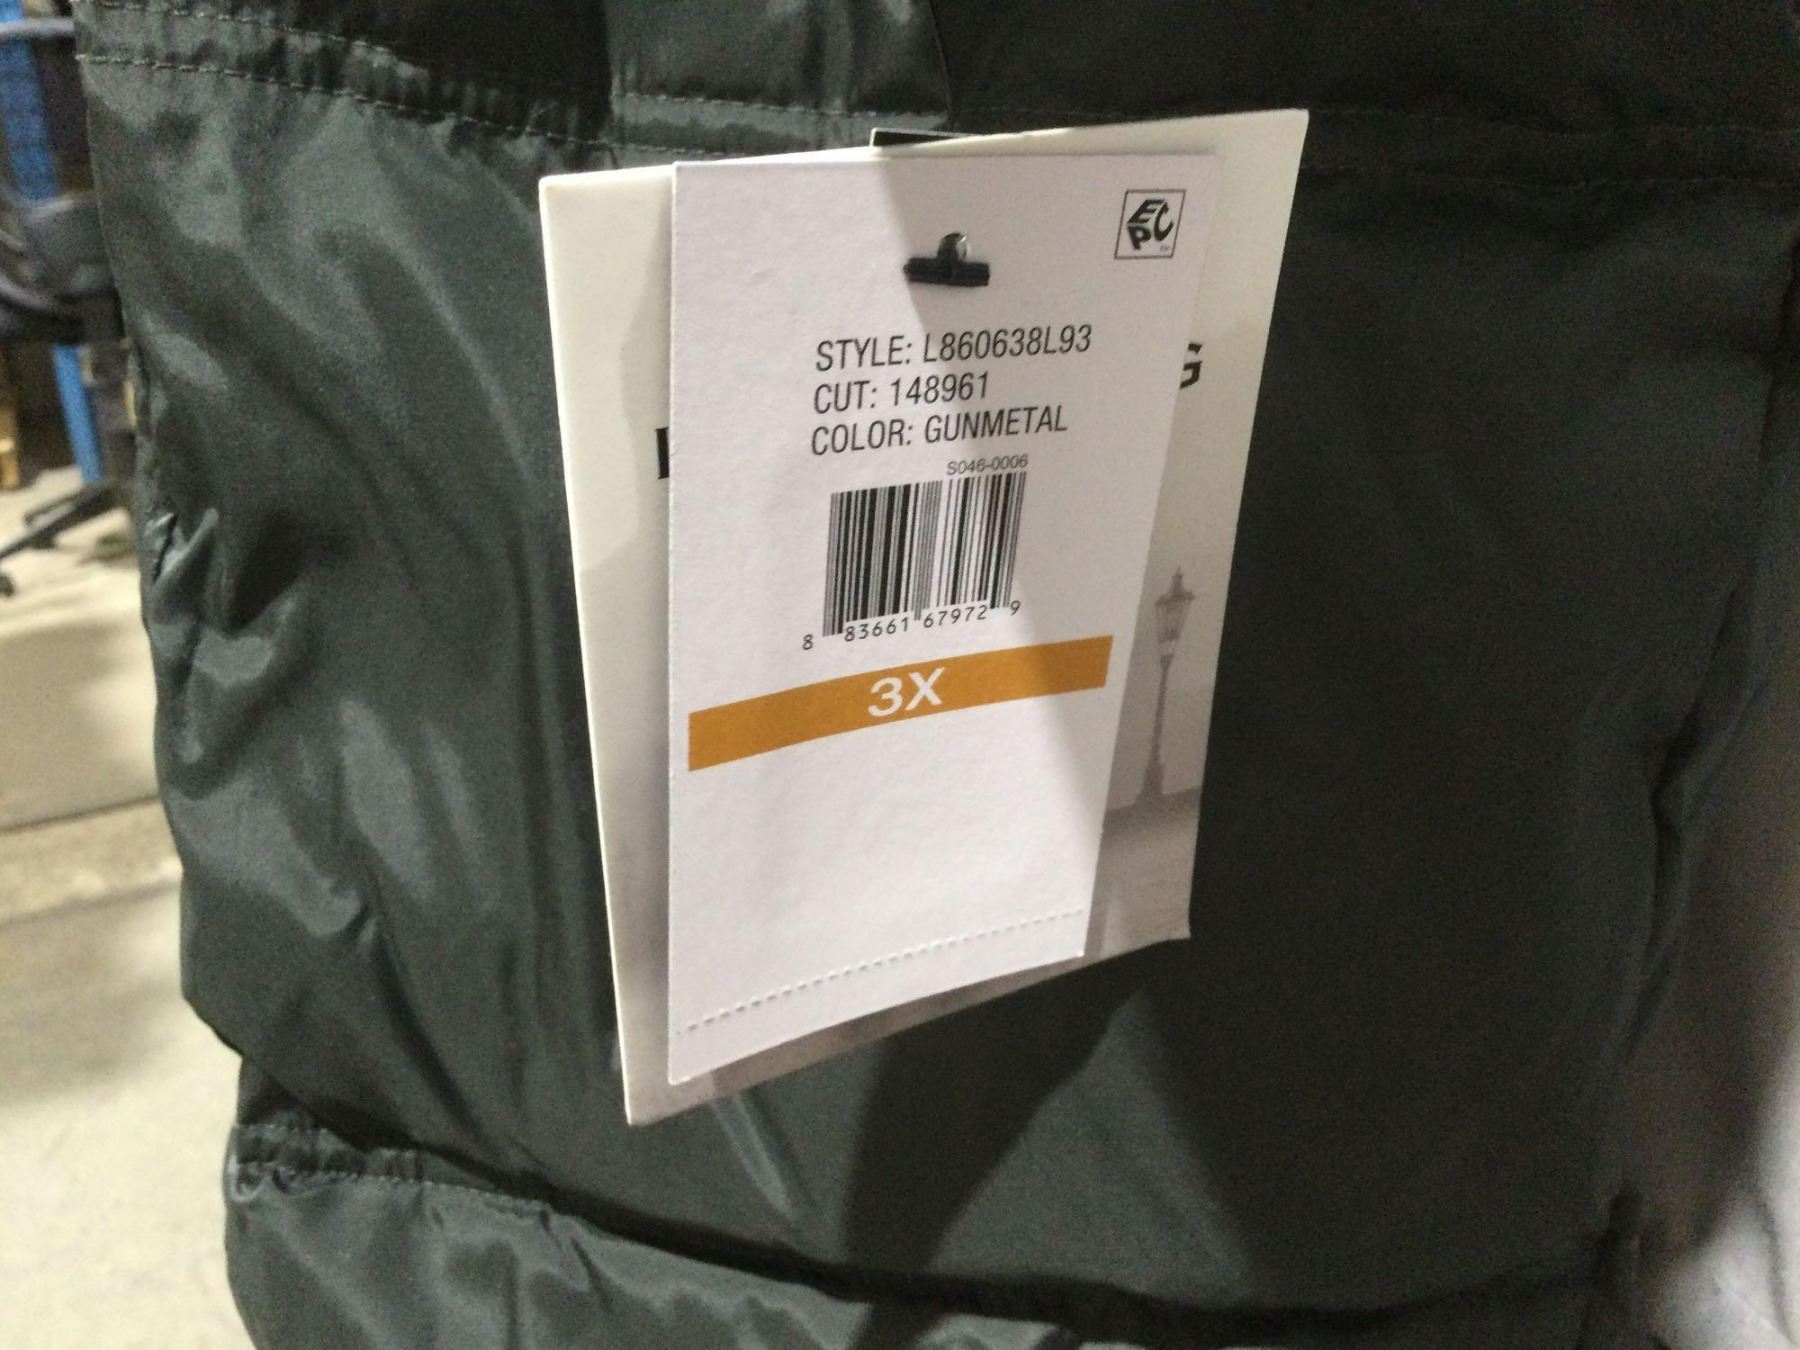 EPC
STYLE: L860638L93
CUT: 148961
COLOR: GUNMETAL
S046-0006
8 83661 67972 9
3X
G